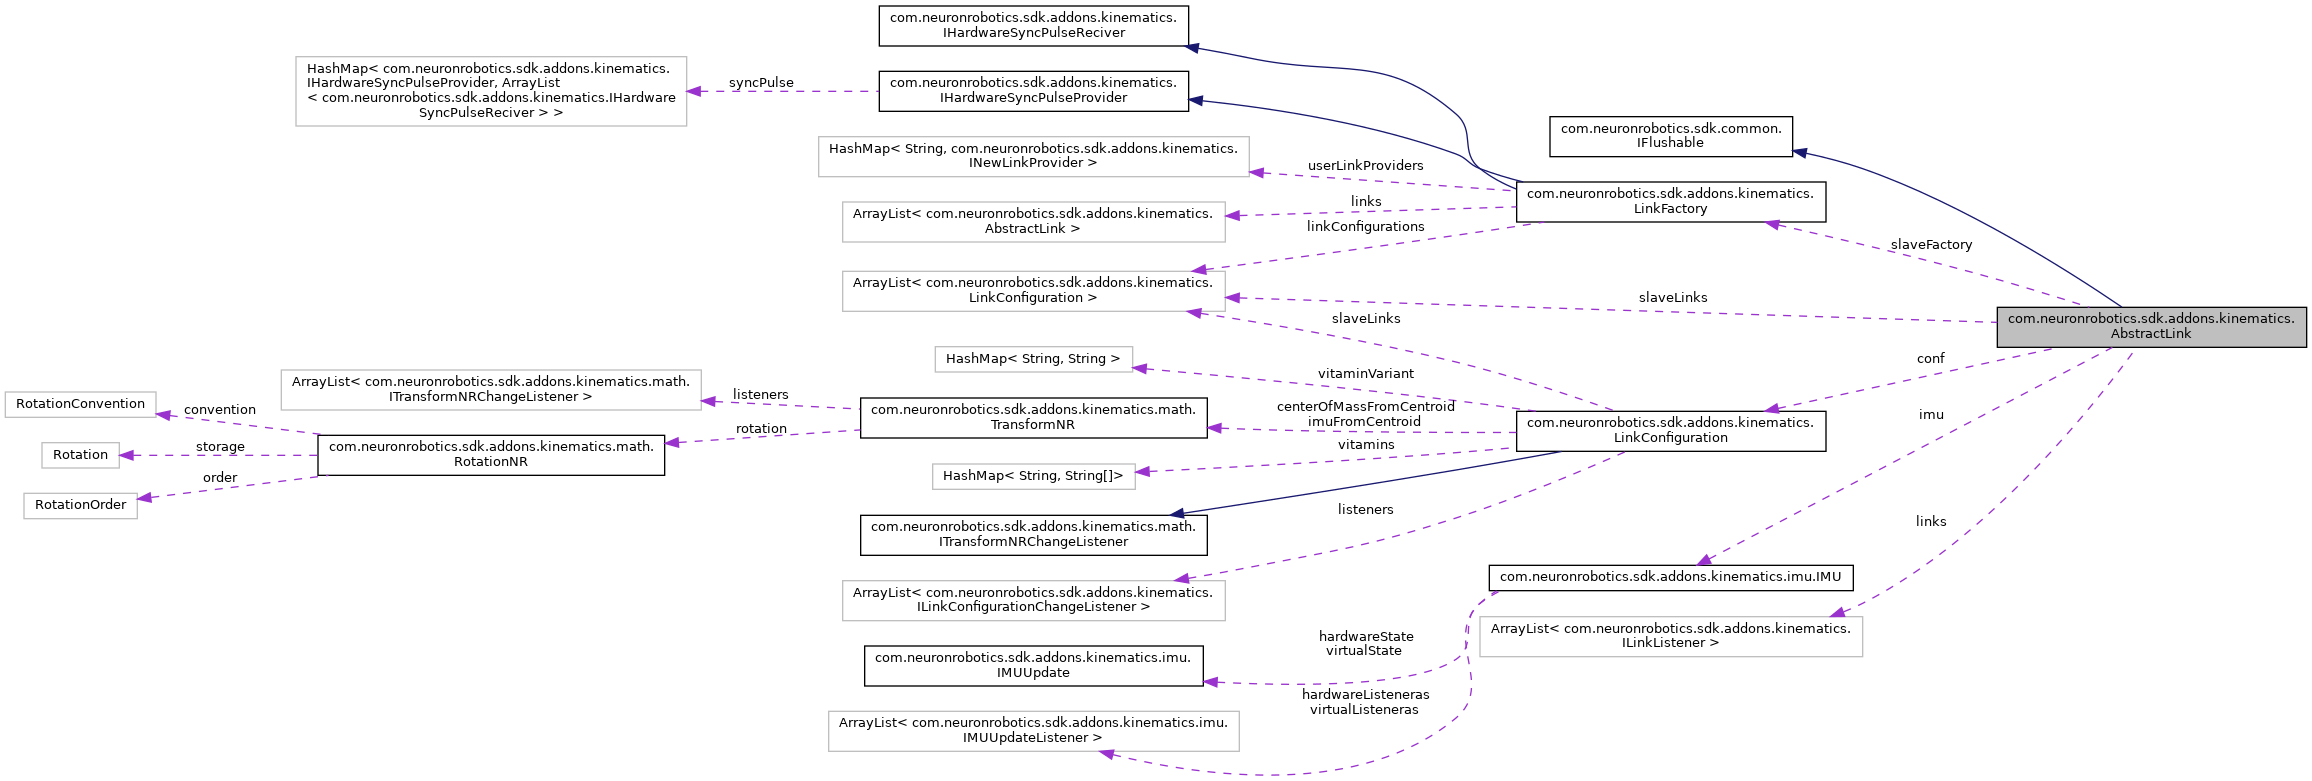 com.neuronrobotics.sdk.addons.kinematics.
IHardwareSyncPulseReciver
HashMap< com.neuronrobotics.sdk.addons.kinematics.
IHardwareSyncPulseProvider, ArrayList
< com.neuronrobotics.sdk.addons.kinematics.IHardware
SyncPulseReciver > >
syncPulse
com.neuronrobotics.sdk.addons.kinematics.
IHardwareSyncPulseProvider
com.neuronrobotics.sdk.common.
IFlushable
HashMap< String, com.neuronrobotics.sdk.addons.kinematics.
INewLinkProvider >
userLinkProviders
com.neuronrobotics.sdk.addons.kinematics.
LinkFactory
ArrayList< com.neuronrobotics.sdk.addons.kinematics.
AbstractLink >
links
linkConfigurations
slaveFactory
ArrayList< com.neuronrobotics.sdk.addons.kinematics.
LinkConfiguration >
slaveLinks
slaveLinks
com.neuronrobotics.sdk.addons.kinematics.
AbstractLink
HashMap< String, String >
vitaminVariant
conf
ArrayList< com.neuronrobotics.sdk.addons.kinematics.math.
ITransformNRChangeListener >
listeners
com.neuronrobotics.sdk.addons.kinematics.math.
TransformNR
centerOfMassFromCentroid
imuFromCentroid
com.neuronrobotics.sdk.addons.kinematics.
LinkConfiguration
imu
RotationConvention
convention
rotation
Rotation
storage
com.neuronrobotics.sdk.addons.kinematics.math.
RotationNR
vitamins
HashMap< String, String[]>
order
RotationOrder
listeners
links
com.neuronrobotics.sdk.addons.kinematics.math.
ITransformNRChangeListener
com.neuronrobotics.sdk.addons.kinematics.imu.IMU
ArrayList< com.neuronrobotics.sdk.addons.kinematics.
ILinkConfigurationChangeListener >
ArrayList< com.neuronrobotics.sdk.addons.kinematics.
ILinkListener >
hardwareState
virtualState
com.neuronrobotics.sdk.addons.kinematics.imu.
IMUUpdate
hardwareListeneras
virtualListeneras
ArrayList< com.neuronrobotics.sdk.addons.kinematics.imu.
IMUUpdateListener >